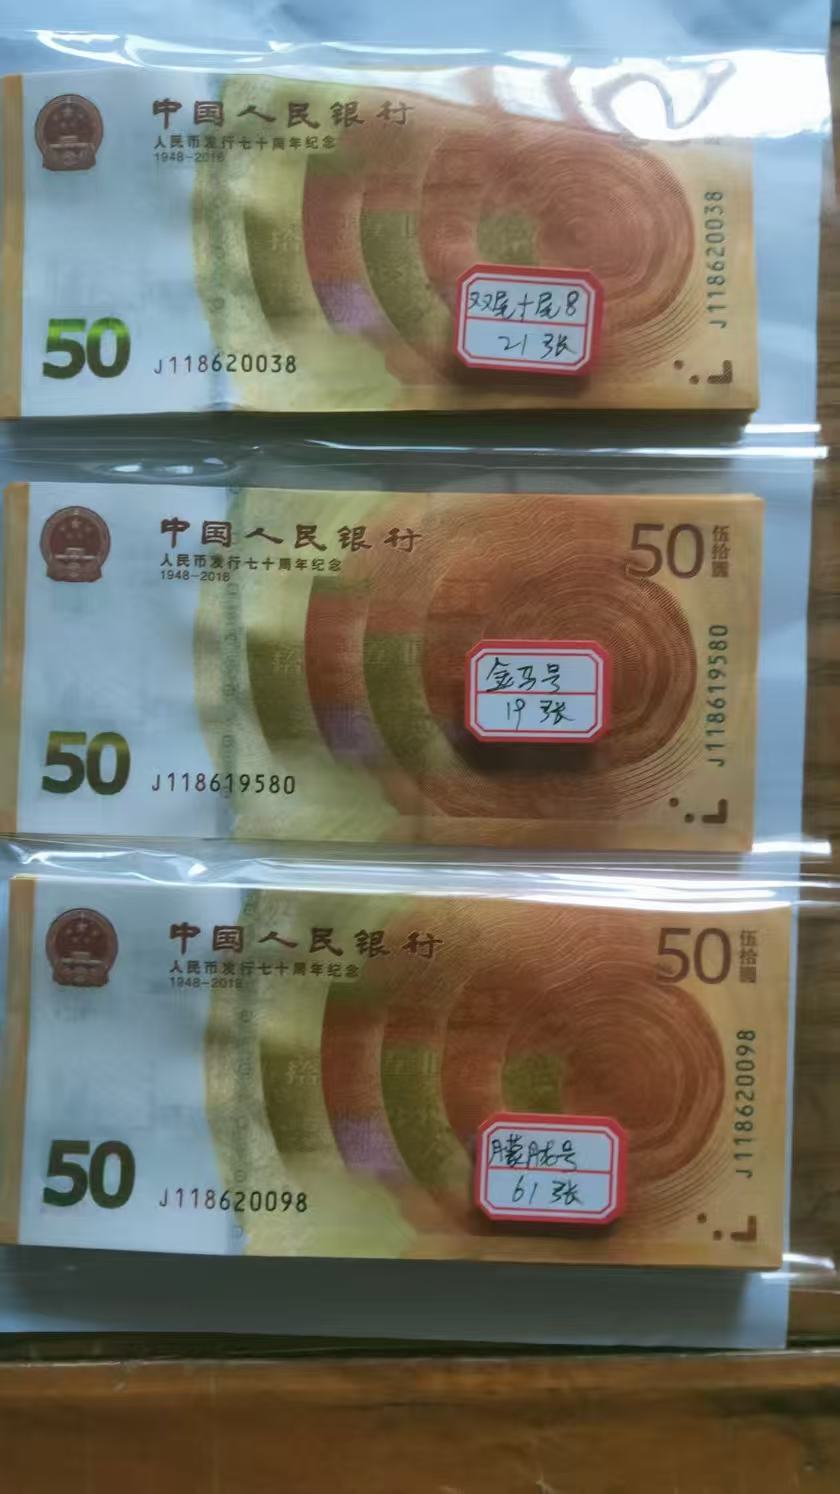 中国人民银行
人民币发行七十周年纪念
1948-2018
J118620038
双尾十尾8
21张
50
J118620038
中国人民银行
50
伍拾圆
人民币发行七十周年纪念
1948-2018
J118619580
金马号
19张
50
J118619580
中国人民银行
50
伍拾圆
人民币发行七十周年纪念
1948-2018
J118620098
朦胧号
61张
50
J118620098